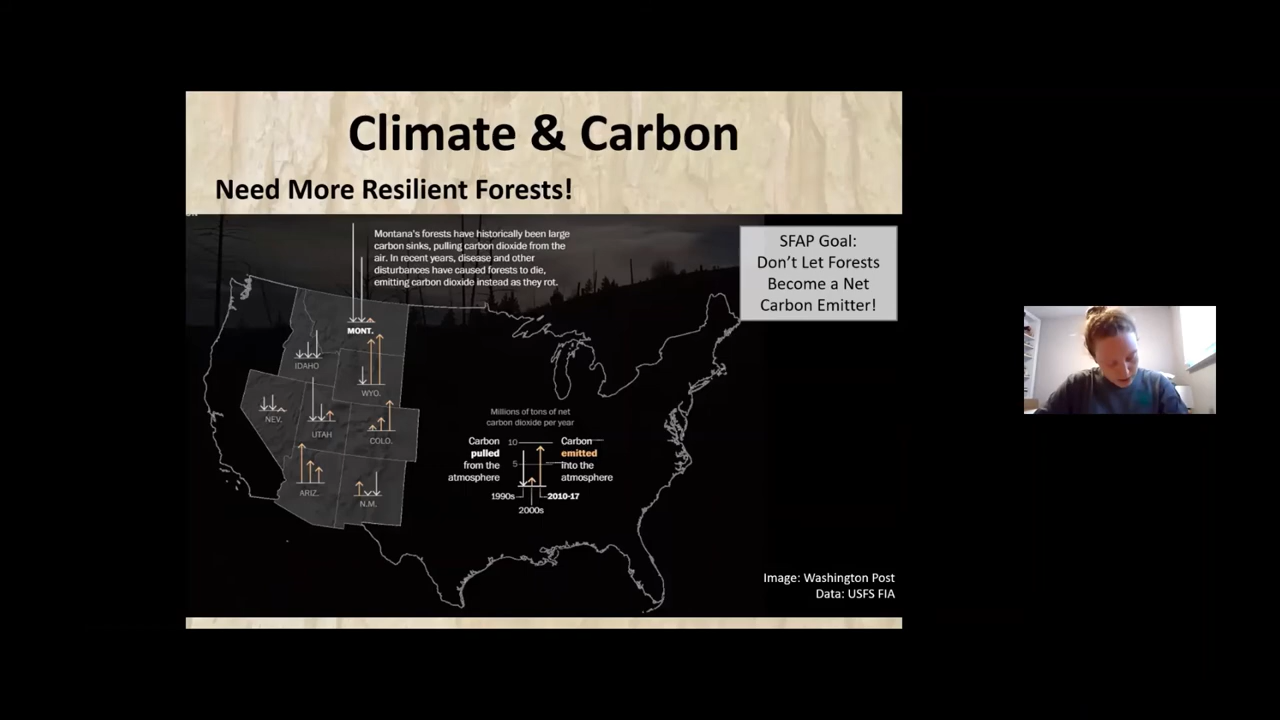 Climate & Carbon
Need More Resilient Forests!
Montana's forests have historically been large
carbon sinks, pulling carbon dioxide from the
air. In recent years, disease and other
disturbances have caused forests to die,
emitting carbon dioxide instead as they rot.
SFAP Goal:
Don't Let Forests
Become a Net
Carbon Emitter!
MONT.
IDAHO
WYO.
NEV.
UTAH
COLO.
ARIZ.
N.M.
Millions of tons of net
carbon dioxide per year
Carbon
pulled
from the
atmosphere
10
5
Carbon
emitted
into the
atmosphere
1990s
2010-17
2000s
Image: Washington Post
Data: USFS FIA